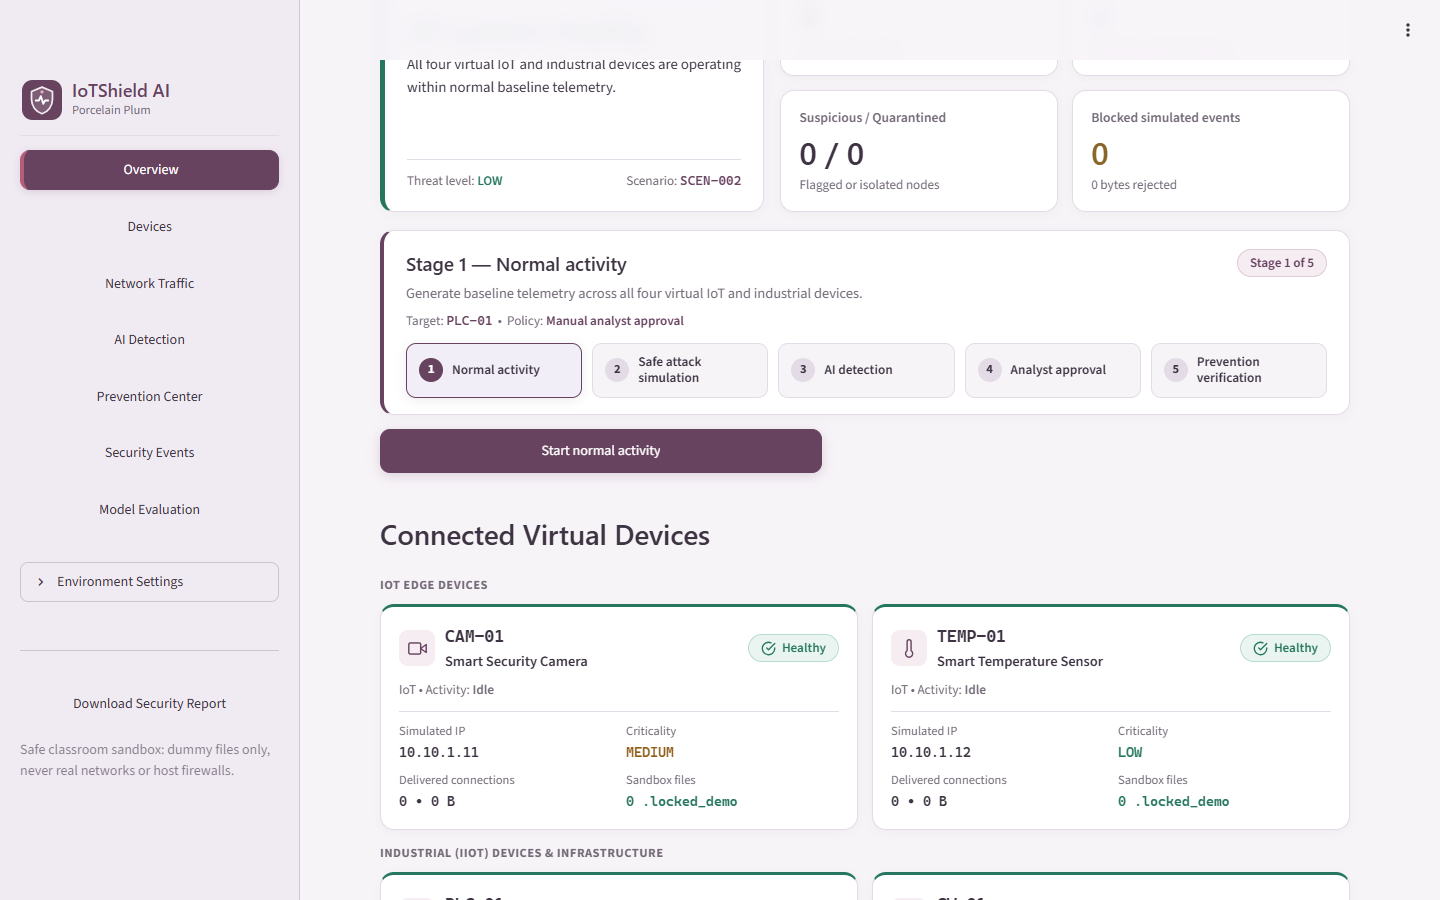 IoTShield AI
Porcelain Plum
Overview
Devices
Network Traffic
AI Detection
Prevention Center
Security Events
Model Evaluation
Environment Settings
Download Security Report
Safe classroom sandbox: dummy files only,
never real networks or host firewalls.
All four virtual IoT and industrial devices are operating
within normal baseline telemetry.
Threat level: LOW
Scenario: SCEN-002
Suspicious / Quarantined
0 / 0
Flagged or isolated nodes
Blocked simulated events
0
0 bytes rejected
Stage 1 — Normal activity
Stage 1 of 5
Generate baseline telemetry across all four virtual IoT and industrial devices.
Target: PLC-01 • Policy: Manual analyst approval
1 Normal activity
2 Safe attack
simulation
3 AI detection
4 Analyst approval
5 Prevention
verification
Start normal activity
Connected Virtual Devices
IOT EDGE DEVICES
CAM-01
Smart Security Camera
Healthy
IoT • Activity: Idle
Simulated IP
Criticality
10.10.1.11
MEDIUM
Delivered connections
Sandbox files
0 • 0 B
0 .locked_demo
TEMP-01
Smart Temperature Sensor
Healthy
IoT • Activity: Idle
Simulated IP
Criticality
10.10.1.12
LOW
Delivered connections
Sandbox files
0 • 0 B
0 .locked_demo
INDUSTRIAL (IIOT) DEVICES & INFRASTRUCTURE